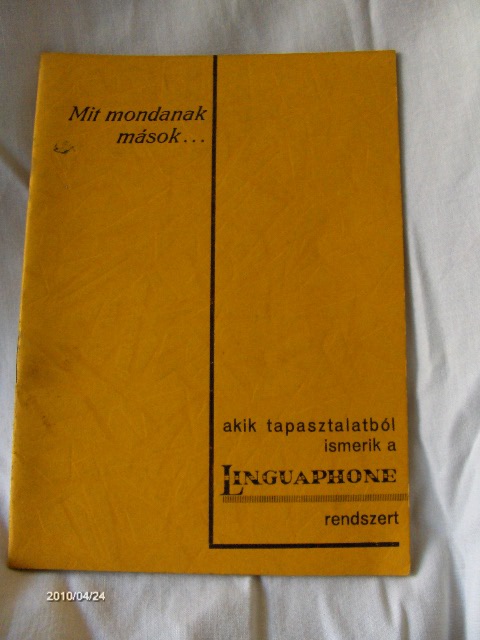 Mit mondanak
mások...
akik tapasztalatból
ismerik a
LINGUAPHONE
rendszert
2010/04/24